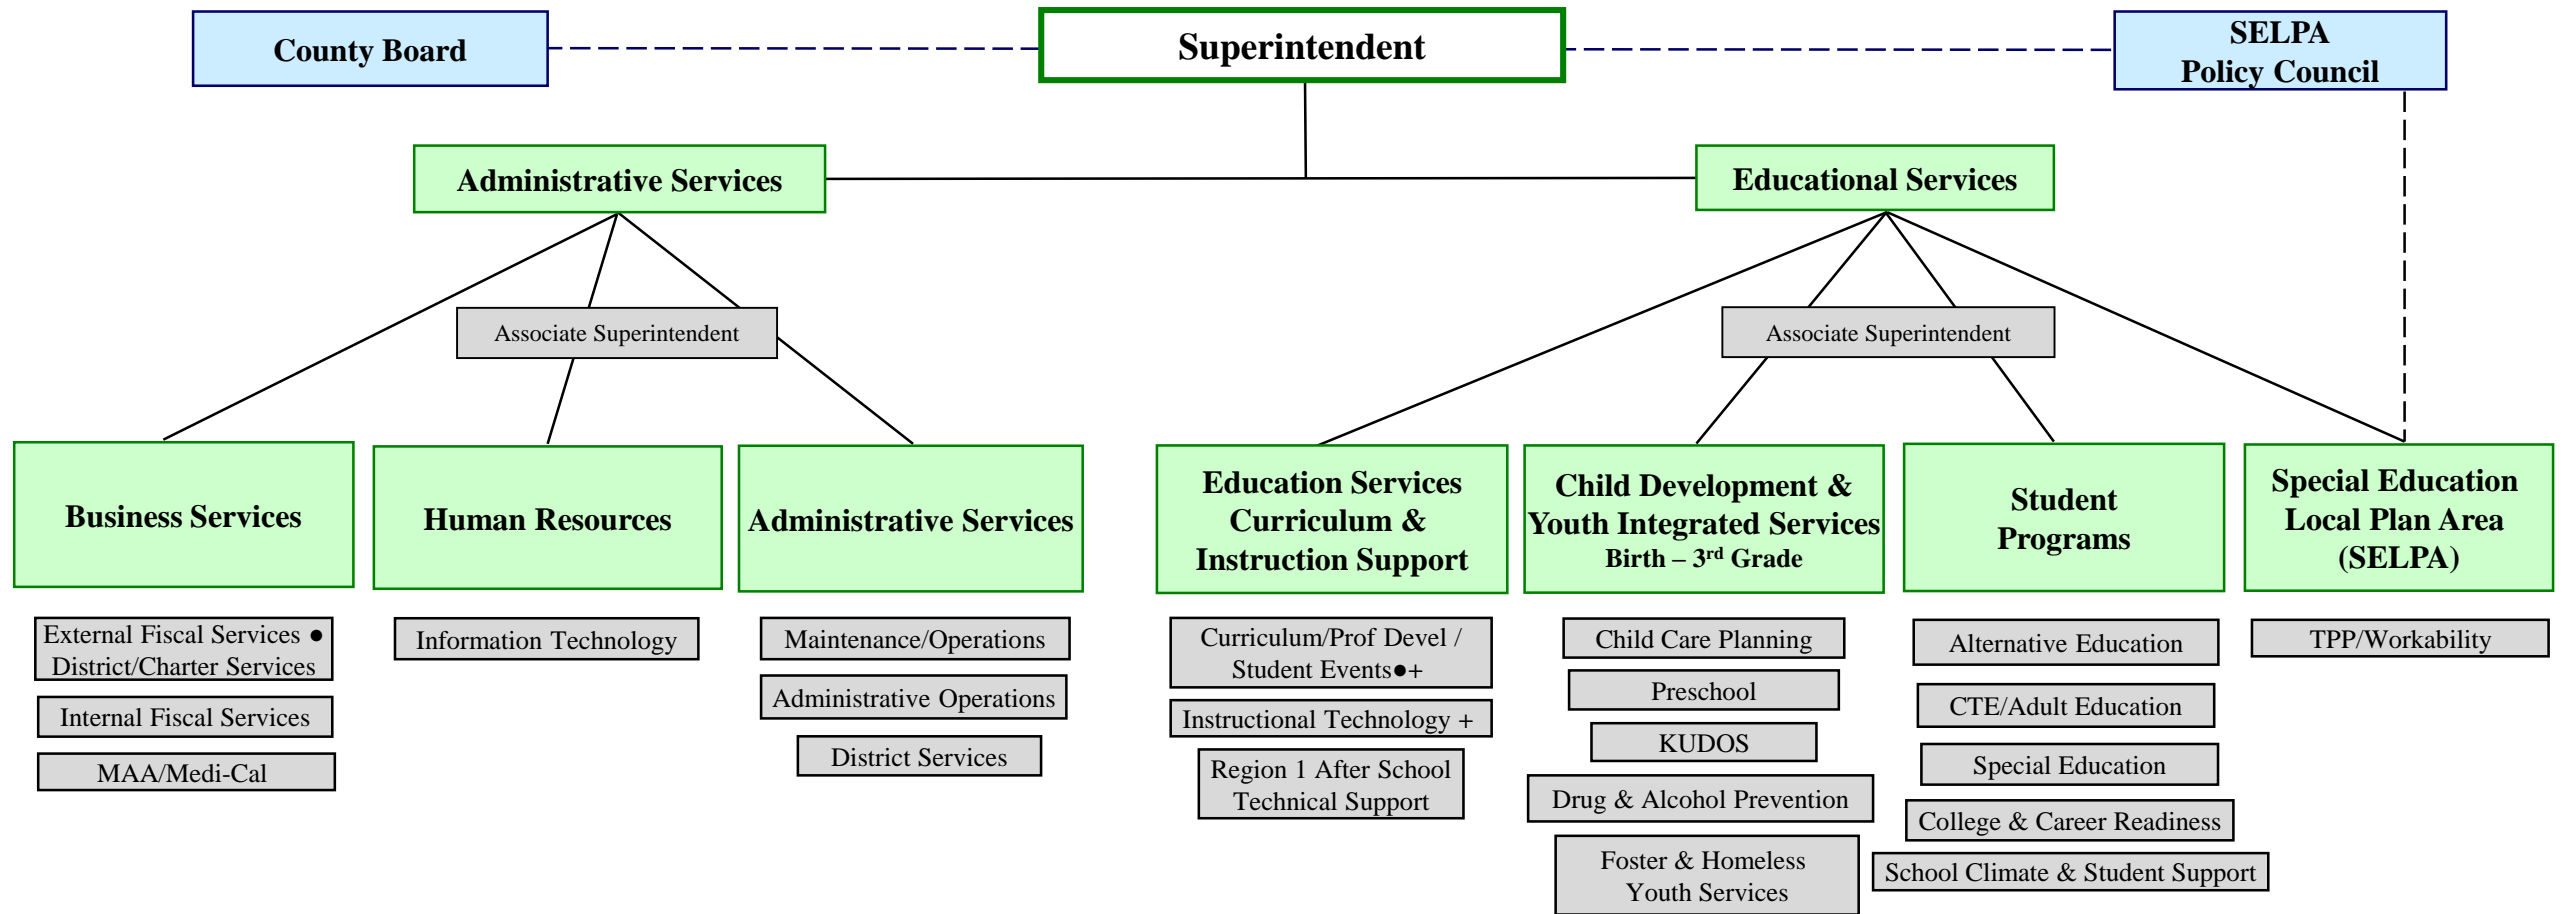 County Board
Superintendent
SELPA
Policy Council
Administrative Services
Educational Services
Associate Superintendent
Associate Superintendent
Business Services
Human Resources
Administrative Services
Education Services
Curriculum &
Instruction Support
Child Development &
Youth Integrated Services
Birth – 3rd Grade
Student
Programs
Special Education
Local Plan Area
(SELPA)
External Fiscal Services ●
District/Charter Services
Internal Fiscal Services
MAA/Medi-Cal
Information Technology
Maintenance/Operations
Administrative Operations
District Services
Curriculum/Prof Devel /
Student Events●+
Instructional Technology +
Region 1 After School
Technical Support
Child Care Planning
Preschool
KUDOS
Drug & Alcohol Prevention
Foster & Homeless
Youth Services
Alternative Education
CTE/Adult Education
Special Education
College & Career Readiness
School Climate & Student Support
TPP/Workability